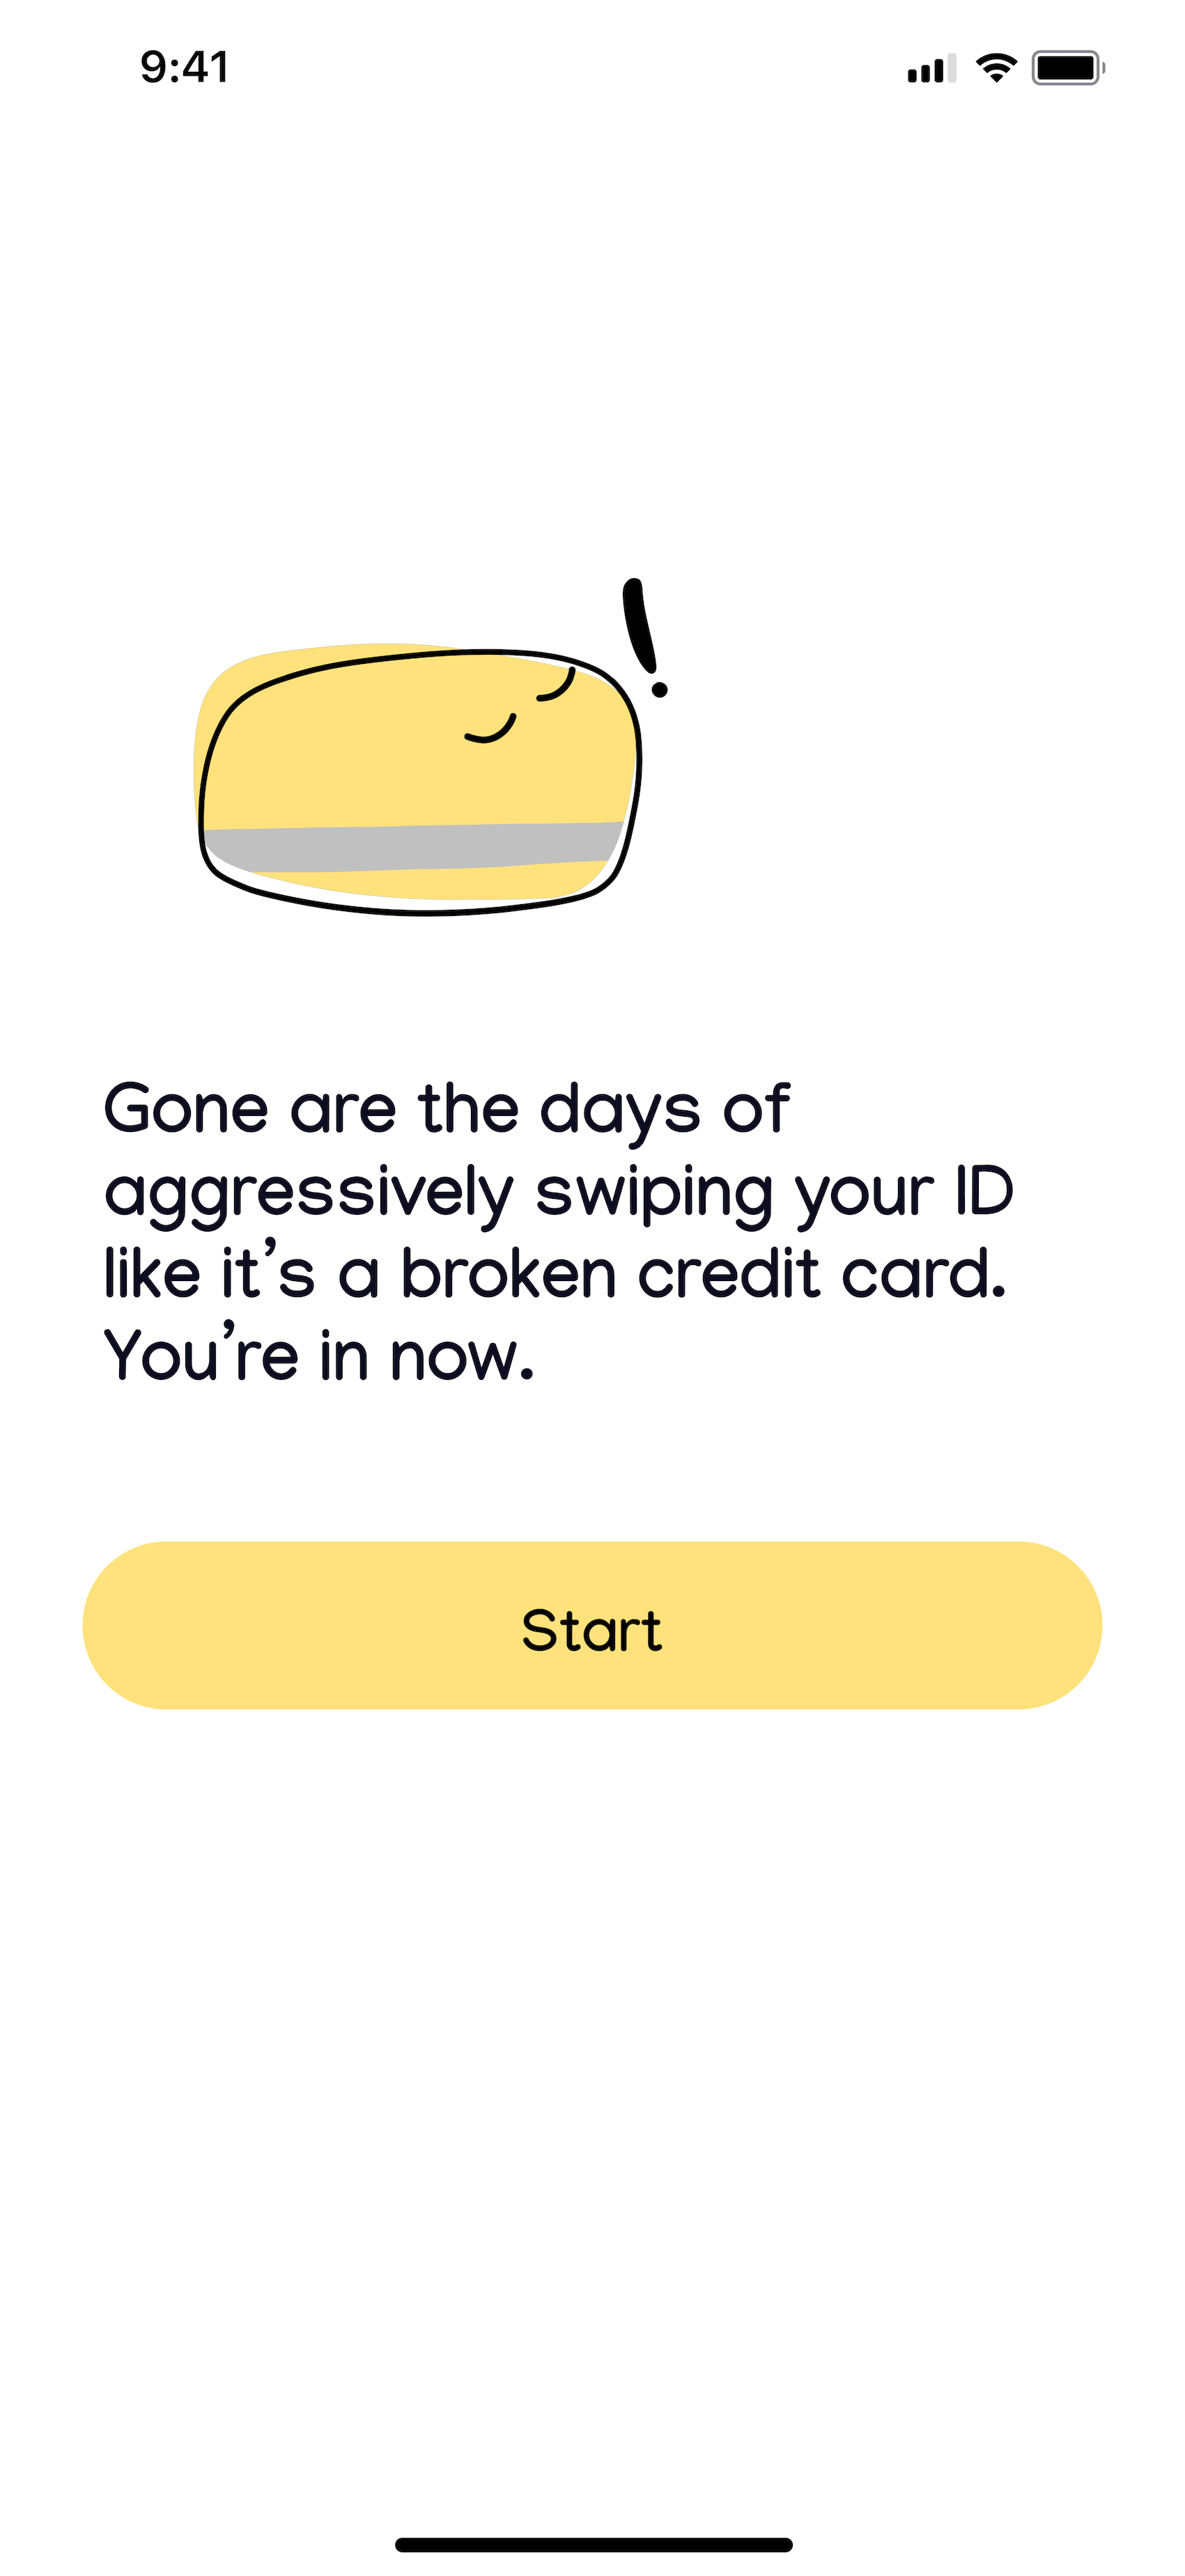 9:41
!
Gone are the days of
aggressively swiping your ID
like it’s a broken credit card.
You’re in now.
Start